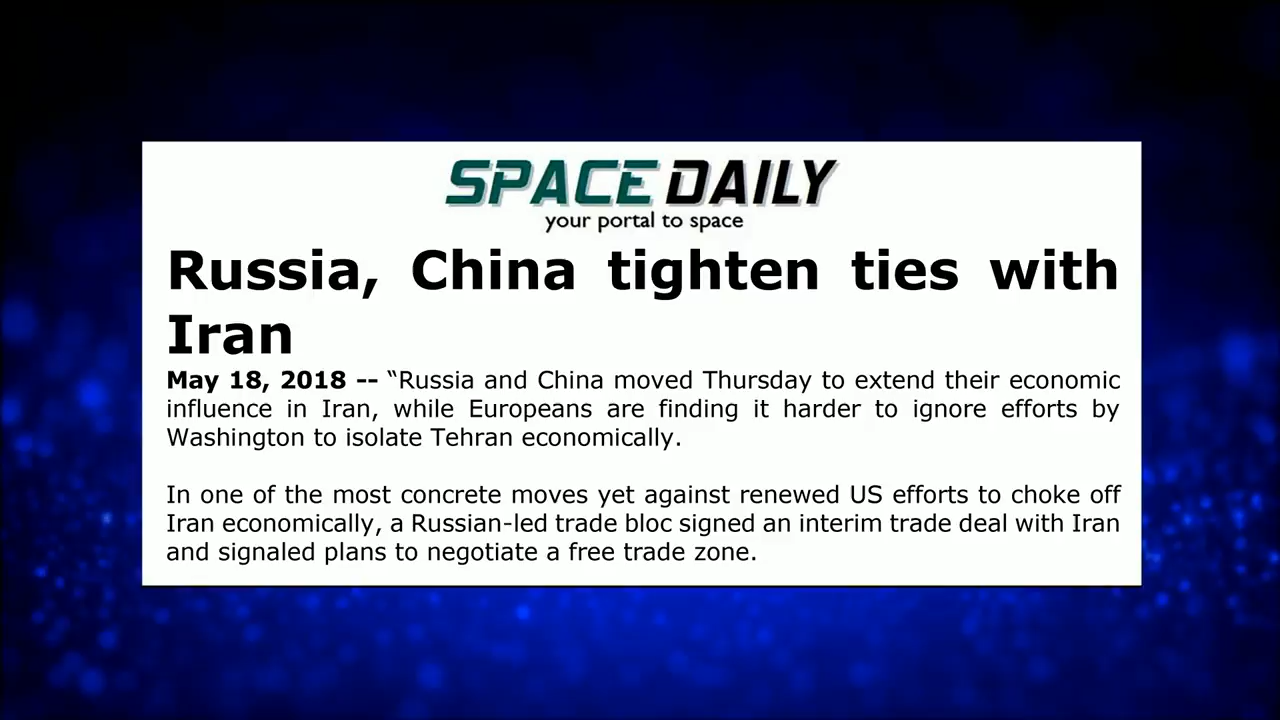 SPACE DAILY
your portal to space
Russia, China tighten ties with
Iran
May 18, 2018 -- “Russia and China moved Thursday to extend their economic
influence in Iran, while Europeans are finding it harder to ignore efforts by
Washington to isolate Tehran economically.
In one of the most concrete moves yet against renewed US efforts to choke off
Iran economically, a Russian-led trade bloc signed an interim trade deal with Iran
and signaled plans to negotiate a free trade zone.